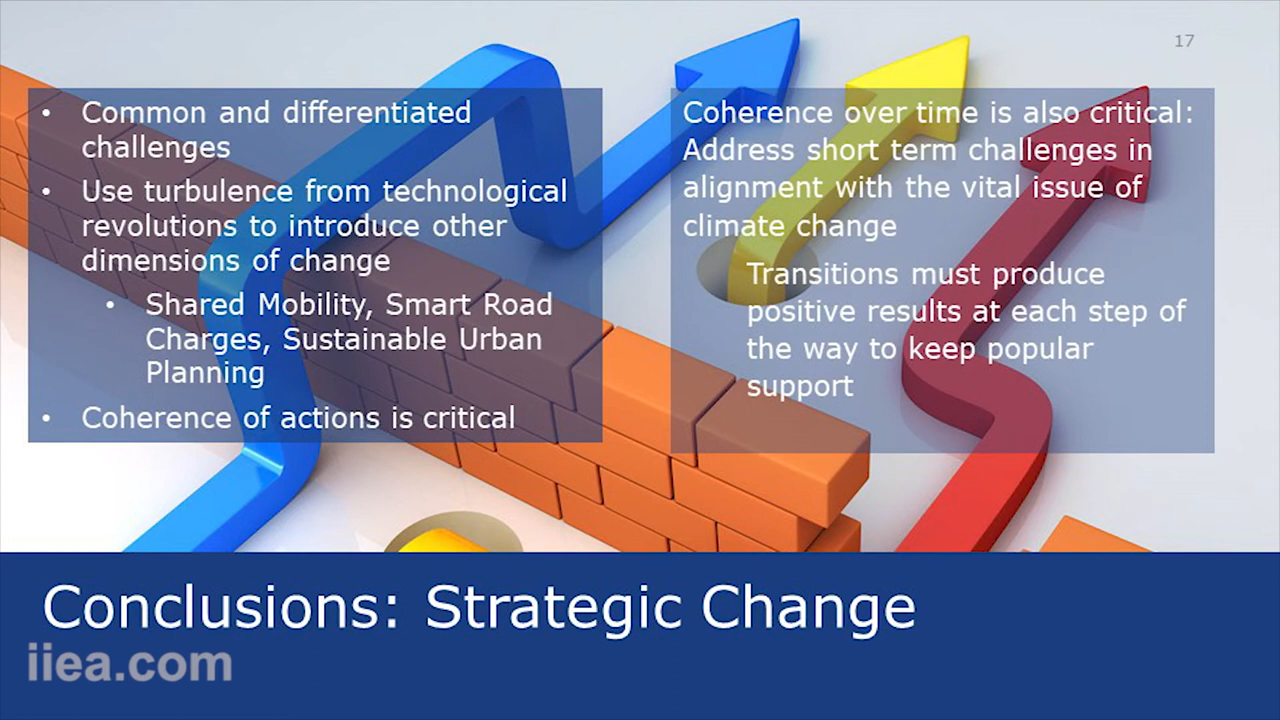 17
• Common and differentiated
challenges
• Use turbulence from technological
revolutions to introduce other
dimensions of change
• Shared Mobility, Smart Road
Charges, Sustainable Urban
Planning
• Coherence of actions is critical
Coherence over time is also critical:
Address short term challenges in
alignment with the vital issue of
climate change
Transitions must produce
positive results at each step of
the way to keep popular
support
Conclusions: Strategic Change
iiea.com